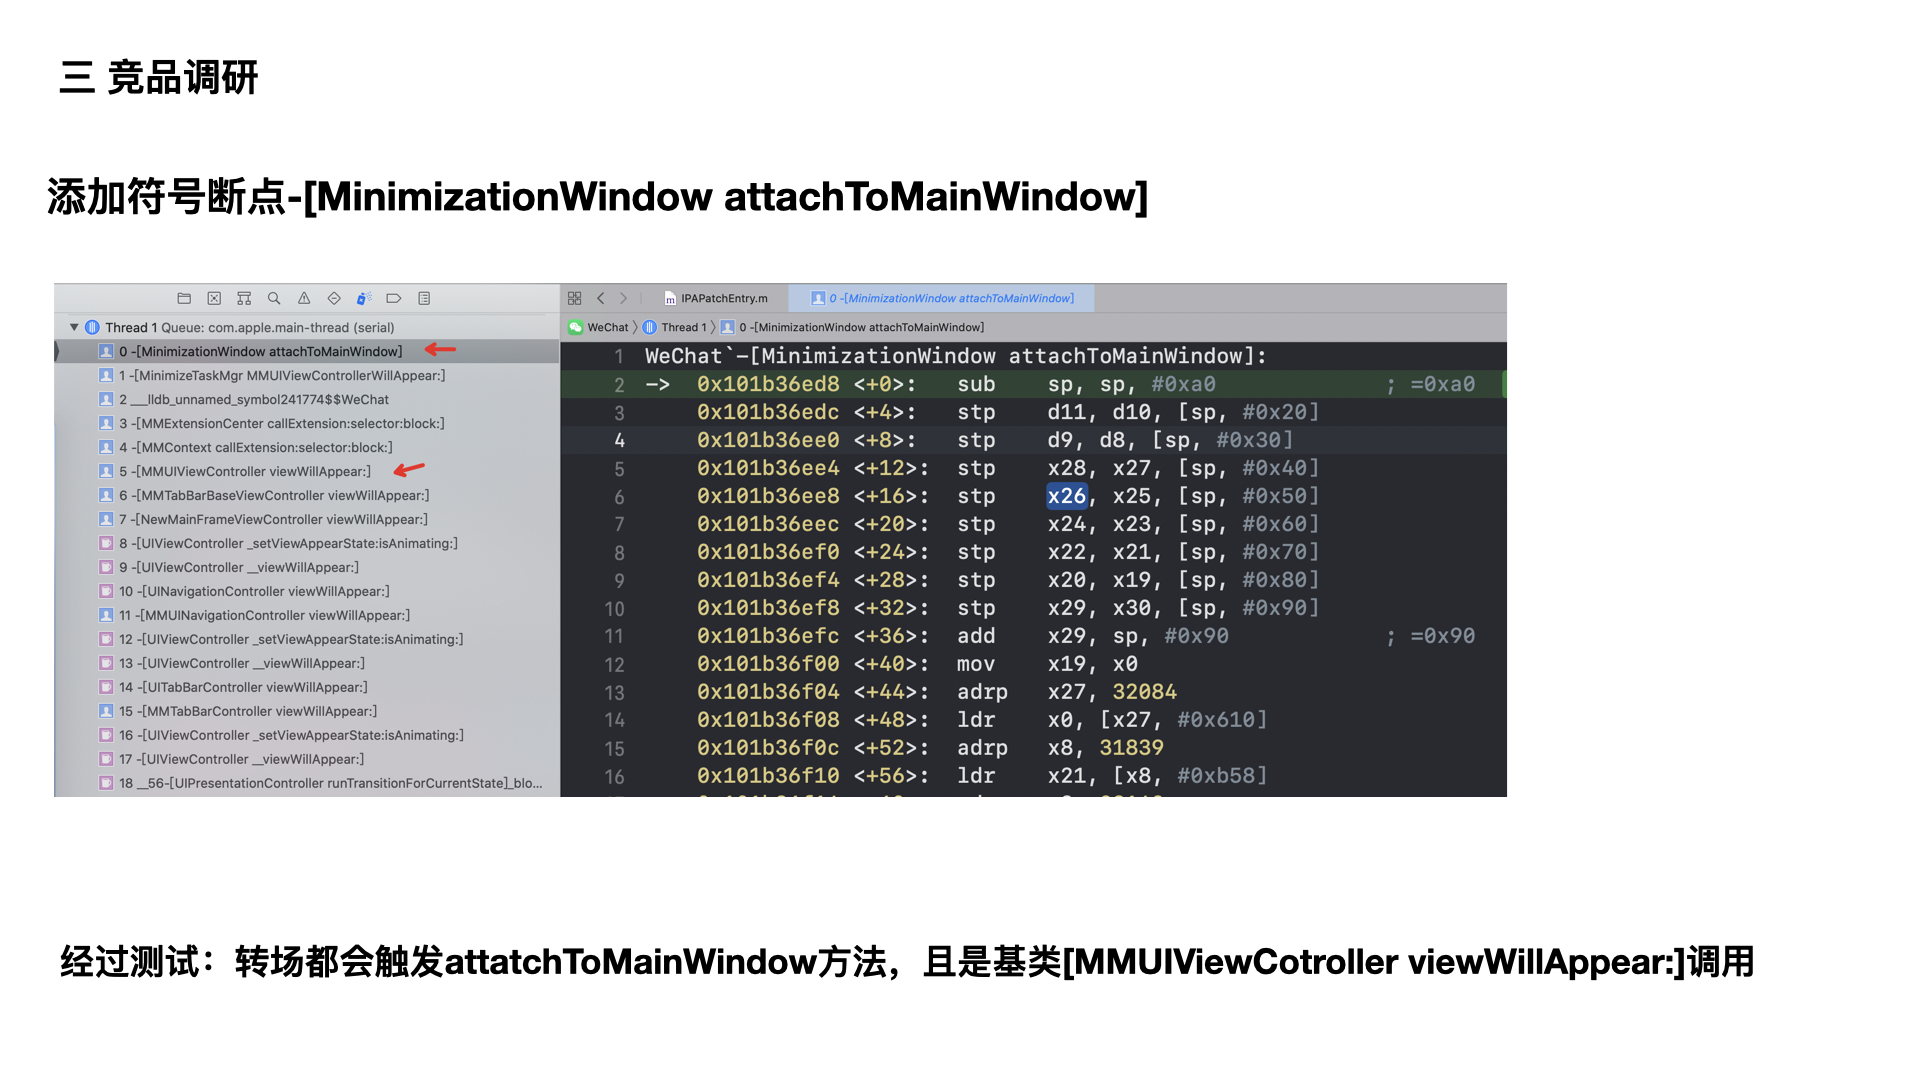 三 竞品调研
添加符号断点-[MinimizationWindow attachToMainWindow]
Thread 1 Queue: com.apple.main-thread (serial)
0 -[MinimizationWindow attachToMainWindow]
1 -[MinimizeTaskMgr MMUIViewControllerWillAppear:]
2 ___lldb_unnamed_symbol241774$$WeChat
3 -[MMExtensionCenter callExtension:selector:block:]
4 -[MMContext callExtension:selector:block:]
5 -[MMUIViewController viewWillAppear:]
6 -[MMTabBarBaseViewController viewWillAppear:]
7 -[NewMainFrameViewController viewWillAppear:]
8 -[UIViewController _setViewAppearState:isAnimating:]
9 -[UIViewController __viewWillAppear:]
10 -[UINavigationController viewWillAppear:]
11 -[MMUINavigationController viewWillAppear:]
12 -[UIViewController _setViewAppearState:isAnimating:]
13 -[UIViewController __viewWillAppear:]
14 -[UITabBarController viewWillAppear:]
15 -[MMTabBarController viewWillAppear:]
16 -[UIViewController _setViewAppearState:isAnimating:]
17 -[UIViewController __viewWillAppear:]
18 __56-[UIPresentationController runTransitionForCurrentState]_blo...
m IPAPatchEntry.m 0 -[MinimizationWindow attachToMainWindow]
WeChat 〉 Thread 1 〉 0 -[MinimizationWindow attachToMainWindow]
1 WeChat`-[MinimizationWindow attachToMainWindow]:
2 -> 0x101b36ed8 <+0>: sub sp, sp, #0xa0 ; =0xa0
3 0x101b36edc <+4>: stp d11, d10, [sp, #0x20]
4 0x101b36ee0 <+8>: stp d9, d8, [sp, #0x30]
5 0x101b36ee4 <+12>: stp x28, x27, [sp, #0x40]
6 0x101b36ee8 <+16>: stp x26, x25, [sp, #0x50]
7 0x101b36eec <+20>: stp x24, x23, [sp, #0x60]
8 0x101b36ef0 <+24>: stp x22, x21, [sp, #0x70]
9 0x101b36ef4 <+28>: stp x20, x19, [sp, #0x80]
10 0x101b36ef8 <+32>: stp x29, x30, [sp, #0x90]
11 0x101b36efc <+36>: add x29, sp, #0x90 ; =0x90
12 0x101b36f00 <+40>: mov x19, x0
13 0x101b36f04 <+44>: adrp x27, 32084
14 0x101b36f08 <+48>: ldr x0, [x27, #0x610]
15 0x101b36f0c <+52>: adrp x8, 31839
16 0x101b36f10 <+56>: ldr x21, [x8, #0xb58]
经过测试：转场都会触发attatchToMainWindow方法，且是基类[MMUIViewCotroller viewWillAppear:]调用